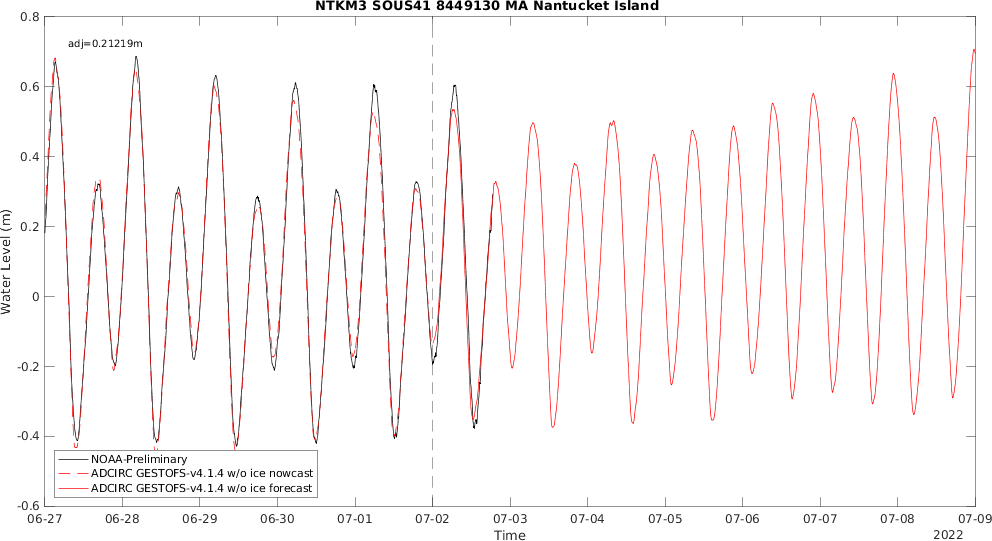 NTKM3 SOUS41 8449130 MA Nantucket Island
adj=0.21219m
0.8
0.6
0.4
0.2
0
-0.2
-0.4
-0.6
Water Level (m)
NOAA-Preliminary
ADCIRC GESTOFS-v4.1.4 w/o ice nowcast
ADCIRC GESTOFS-v4.1.4 w/o ice forecast
06-27 06-28 06-29 06-30 07-01 07-02 07-03 07-04 07-05 07-06 07-07 07-08 07-09
Time
2022